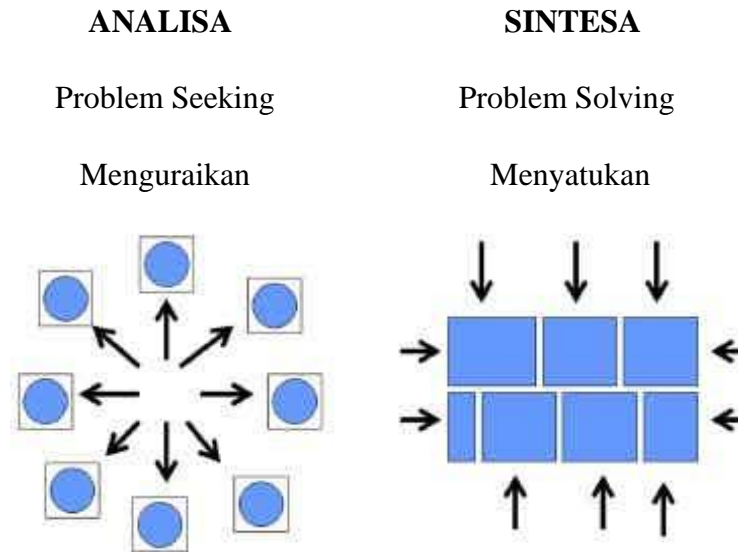 ANALISA SINTESA
Problem Seeking Problem Solving
Menguraikan Menyatukan